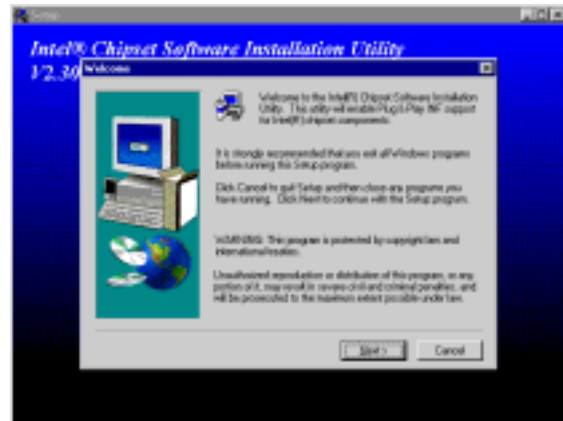 Setup
Intel® Chipset Software Installation Utility
V2.30
Welcome
Welcome to the Intel(R) Chipset Software Installation
Utility. This utility will enable Plug & Play INF support
for Intel(R) chipset components.
It is strongly recommended that you exit all Windows programs
before running this Setup program.
Click Cancel to quit Setup and then close any programs you
have running. Click Next to continue with the Setup program.
WARNING: This program is protected by copyright law and
international treaties.
Unauthorized reproduction or distribution of this program, or any
portion of it, may result in severe civil and criminal penalties, and
will be prosecuted to the maximum extent possible under law.
Next >
Cancel